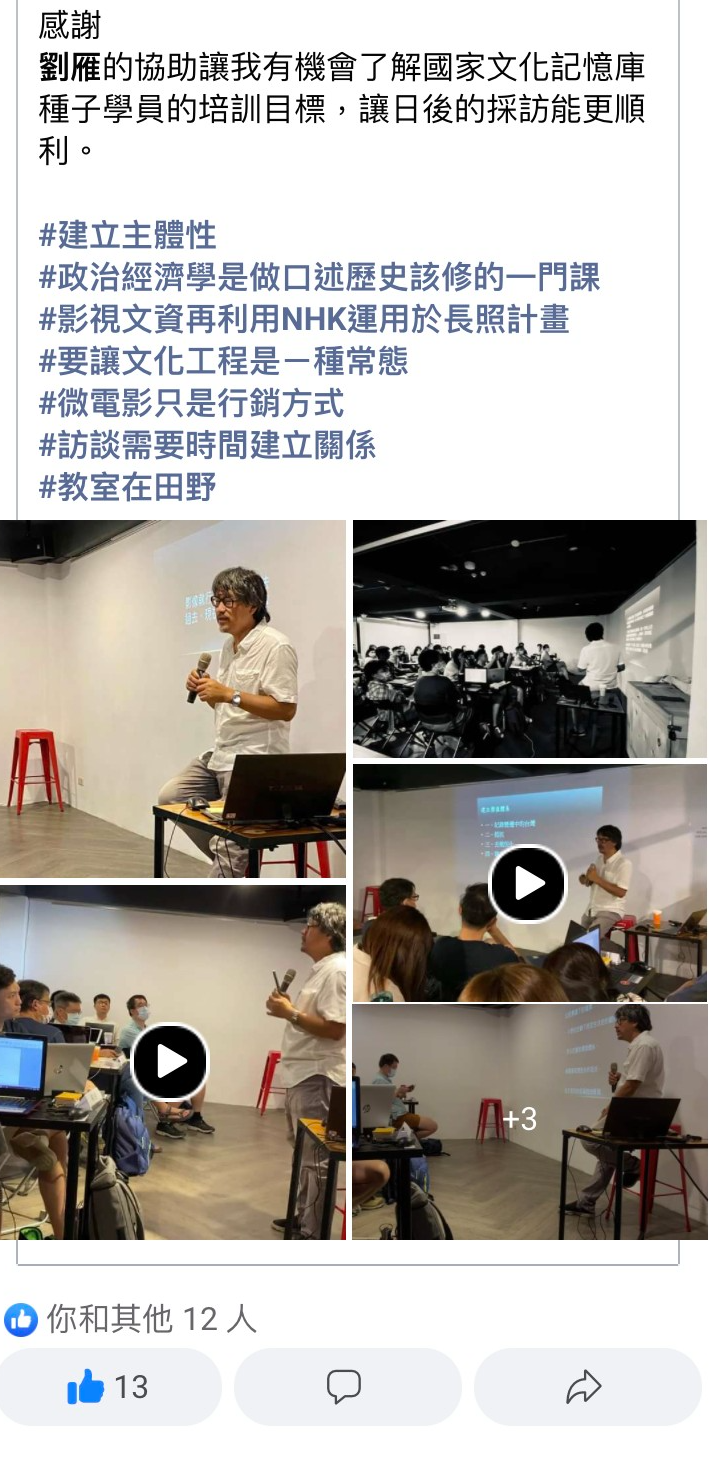 感謝
劉雁的協助讓我有機會了解國家文化記憶庫
種子學員的培訓目標，讓日後的採訪能更順
利。
#建立主體性
#政治經濟學是做口述歷史該修的一門課
#影視文資再利用NHK運用於長照計畫
#要讓文化工程是一種常態
#微電影只是行銷方式
#訪談需要時間建立關係
#教室在田野
+3
你和其他 12 人
13